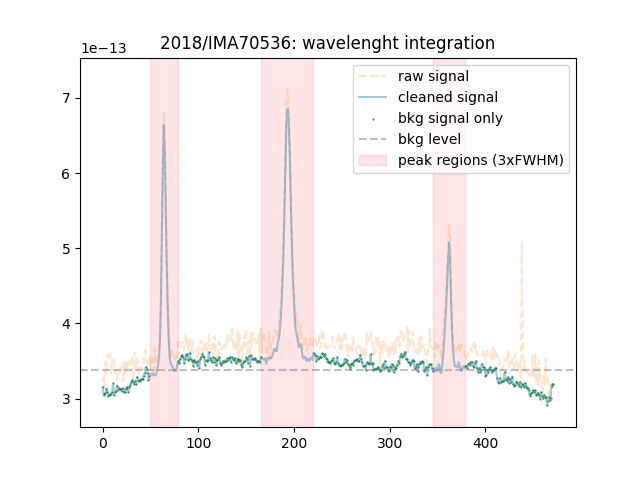 2018/IMA70536: wavelenght integration
1e−13
raw signal
cleaned signal
bkg signal only
bkg level
peak regions (3xFWHM)
7
6
5
4
3
0 100 200 300 400